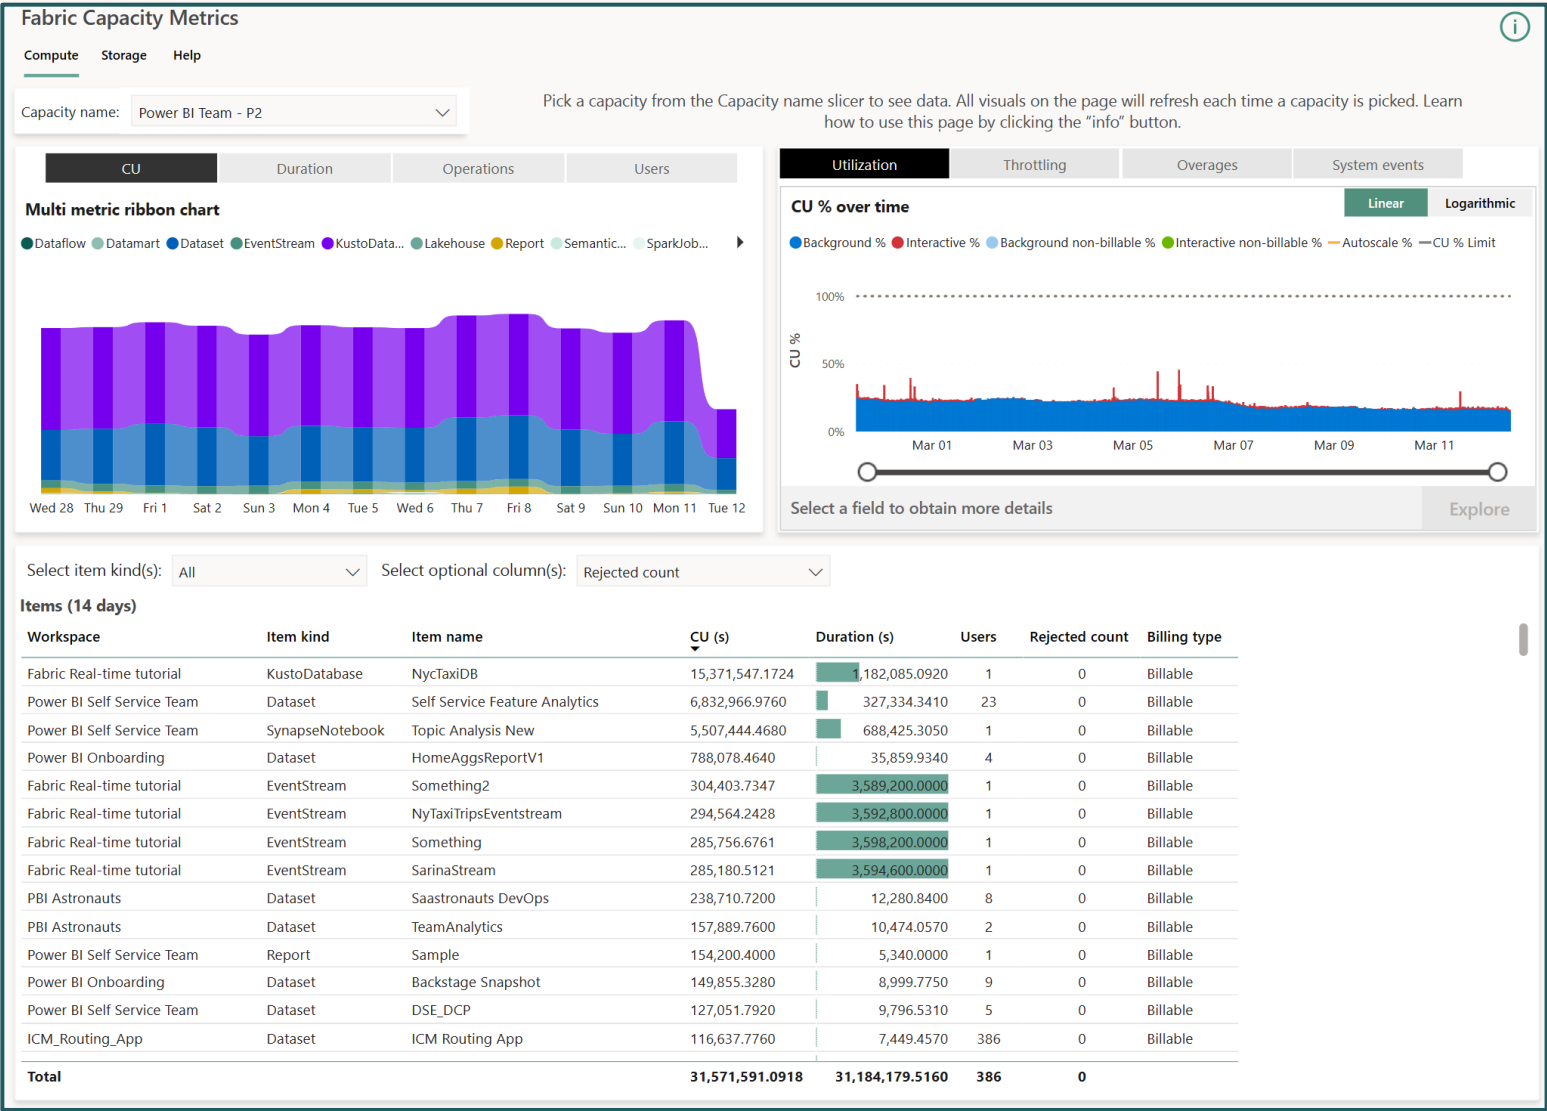 Fabric Capacity Metrics
Compute Storage Help
Capacity name: Power BI Team - P2
Pick a capacity from the Capacity name slicer to see data. All visuals on the page will refresh each time a capacity is picked. Learn
how to use this page by clicking the “info” button.
CU Duration Operations Users
Multi metric ribbon chart
Dataflow Datamart Dataset EventStream KustoData... Lakehouse Report Semantic... SparkJob...
Wed 28 Thu 29 Fri 1 Sat 2 Sun 3 Mon 4 Tue 5 Wed 6 Thu 7 Fri 8 Sat 9 Sun 10 Mon 11 Tue 12
Utilization Throttling Overages System events
CU % over time
Linear Logarithmic
Background % Interactive % Background non-billable % Interactive non-billable % Autoscale % CU % Limit
100%
50%
0%
CU %
Mar 01 Mar 03 Mar 05 Mar 07 Mar 09 Mar 11
Select a field to obtain more details Explore
Select item kind(s): All Select optional column(s): Rejected count
Items (14 days)
Workspace Item kind Item name CU (s) Duration (s) Users Rejected count Billing type
Fabric Real-time tutorial KustoDatabase NycTaxiDB 15,371,547.1724 1,182,085.0920 1 0 Billable
Power BI Self Service Team Dataset Self Service Feature Analytics 6,832,966.9760 327,334.3410 23 0 Billable
Power BI Self Service Team SynapseNotebook Topic Analysis New 5,507,444.4680 688,425.3050 1 0 Billable
Power BI Onboarding Dataset HomeAggsReportV1 788,078.4640 35,859.9340 4 0 Billable
Fabric Real-time tutorial EventStream Something2 304,403.7347 3,589,200.0000 1 0 Billable
Fabric Real-time tutorial EventStream NyTaxiTripsEventstream 294,564.2428 3,592,800.0000 1 0 Billable
Fabric Real-time tutorial EventStream Something 285,756.6761 3,598,200.0000 1 0 Billable
Fabric Real-time tutorial EventStream SarinaStream 285,180.5121 3,594,600.0000 1 0 Billable
PBI Astronauts Dataset Saastronauts DevOps 238,710.7200 12,280.8400 8 0 Billable
PBI Astronauts Dataset TeamAnalytics 157,889.7600 10,474.0570 2 0 Billable
Power BI Self Service Team Report Sample 154,200.4000 5,340.0000 1 0 Billable
Power BI Onboarding Dataset Backstage Snapshot 149,855.3280 8,999.7750 9 0 Billable
Power BI Self Service Team Dataset DSE_DCP 127,051.7920 9,796.5310 5 0 Billable
ICM_Routing_App Dataset ICM Routing App 116,637.7760 7,449.4570 386 0 Billable
Total 31,571,591.0918 31,184,179.5160 386 0